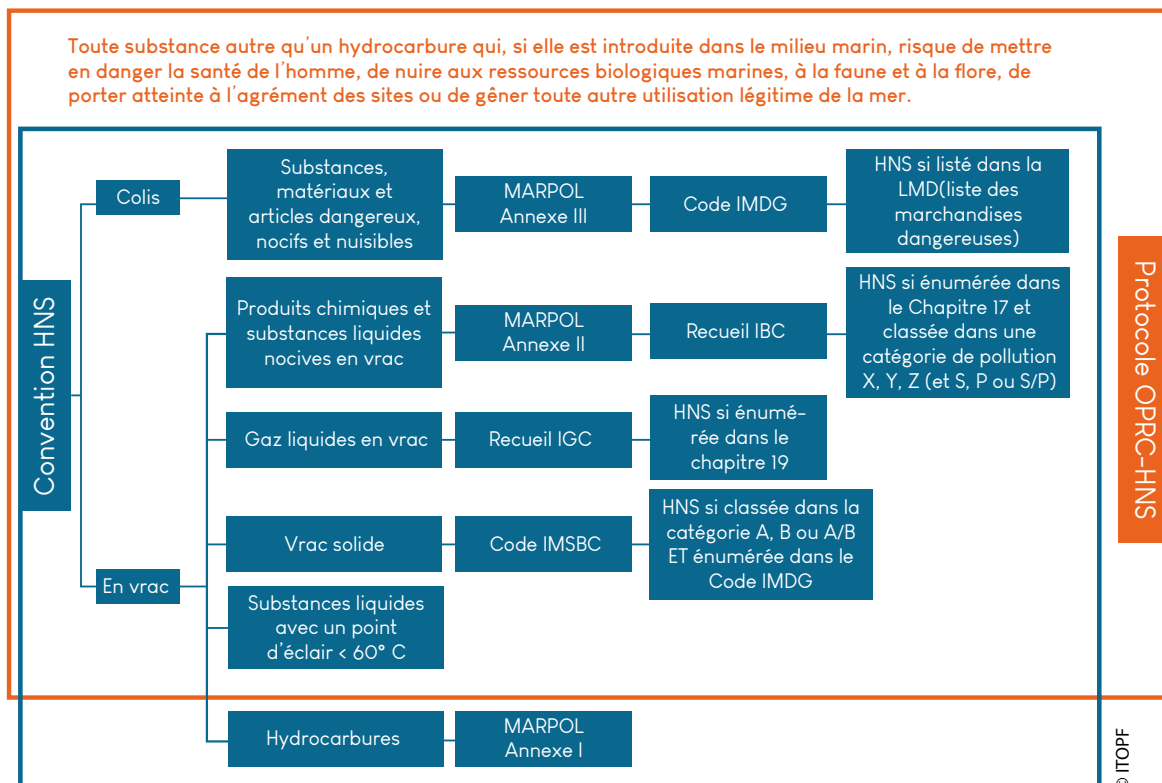 Toute substance autre qu'un hydrocarbure qui, si elle est introduite dans le milieu marin, risque de mettre
en danger la santé de l'homme, de nuire aux ressources biologiques marines, à la faune et à la flore, de
porter atteinte à l'agrément des sites ou de gêner toute autre utilisation légitime de la mer.
Convention HNS
Colis
Substances,
matériaux et
articles dangereux,
nocifs et nuisibles
MARPOL
Annexe III
Code IMDG
HNS si listé dans la
LMD(liste des
marchandises
dangereuses)
En vrac
Produits chimiques et
substances liquides
nocives en vrac
MARPOL
Annexe II
Recueil IBC
HNS si énumérée dans
le Chapitre 17 et
classée dans une
catégorie de pollution
X, Y, Z (et S, P ou S/P)
Gaz liquides en vrac
Recueil IGC
HNS si énumé-
rée dans le
chapitre 19
Vrac solide
Code IMSBC
HNS si classée dans la
catégorie A, B ou A/B
ET énumérée dans le
Code IMDG
Substances liquides
avec un point
d'éclair < 60° C
Hydrocarbures
MARPOL
Annexe I
Protocole OPRC-HNS
© ITOPF